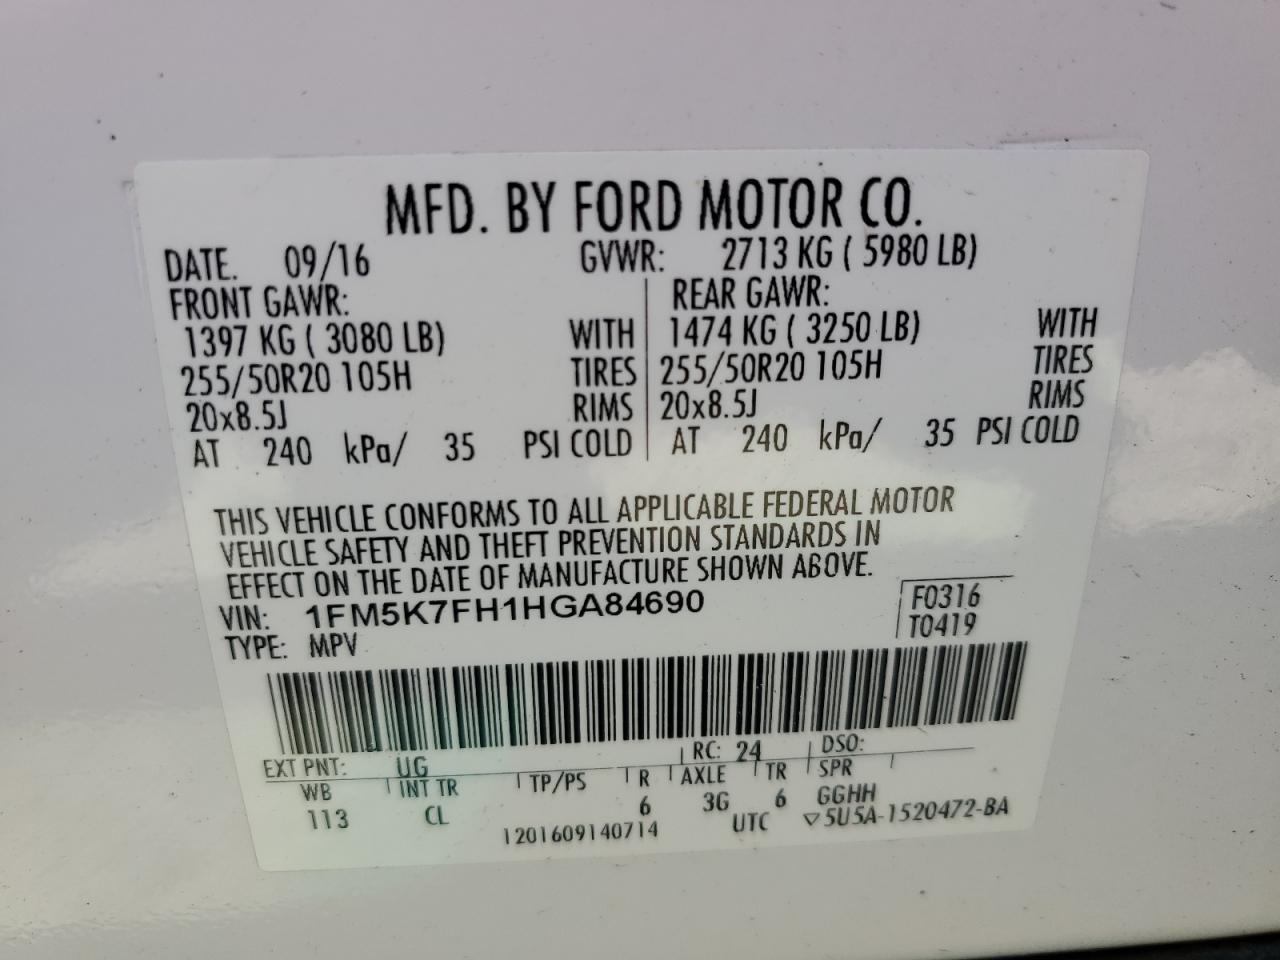 MFD. BY FORD MOTOR CO.
DATE. 09/16 GVWR: 2713 KG ( 5980 LB)
FRONT GAWR: REAR GAWR:
1397 KG ( 3080 LB) WITH 1474 KG ( 3250 LB) WITH
255/50R20 105H TIRES 255/50R20 105H TIRES
20x8.5J RIMS 20x8.5J RIMS
AT 240 kPa/ 35 PSI COLD AT 240 kPa/ 35 PSI COLD
THIS VEHICLE CONFORMS TO ALL APPLICABLE FEDERAL MOTOR
VEHICLE SAFETY AND THEFT PREVENTION STANDARDS IN
EFFECT ON THE DATE OF MANUFACTURE SHOWN ABOVE.
VIN: 1FM5K7FH1HGA84690 F0316
TYPE: MPV T0419
EXT PNT: UG RC: 24 DSO:
WB INT TR TP/PS R AXLE TR SPR
113 CL 6 3G 6 GGHH
1201609140714 UTC ▽5U5A-1520472-BA